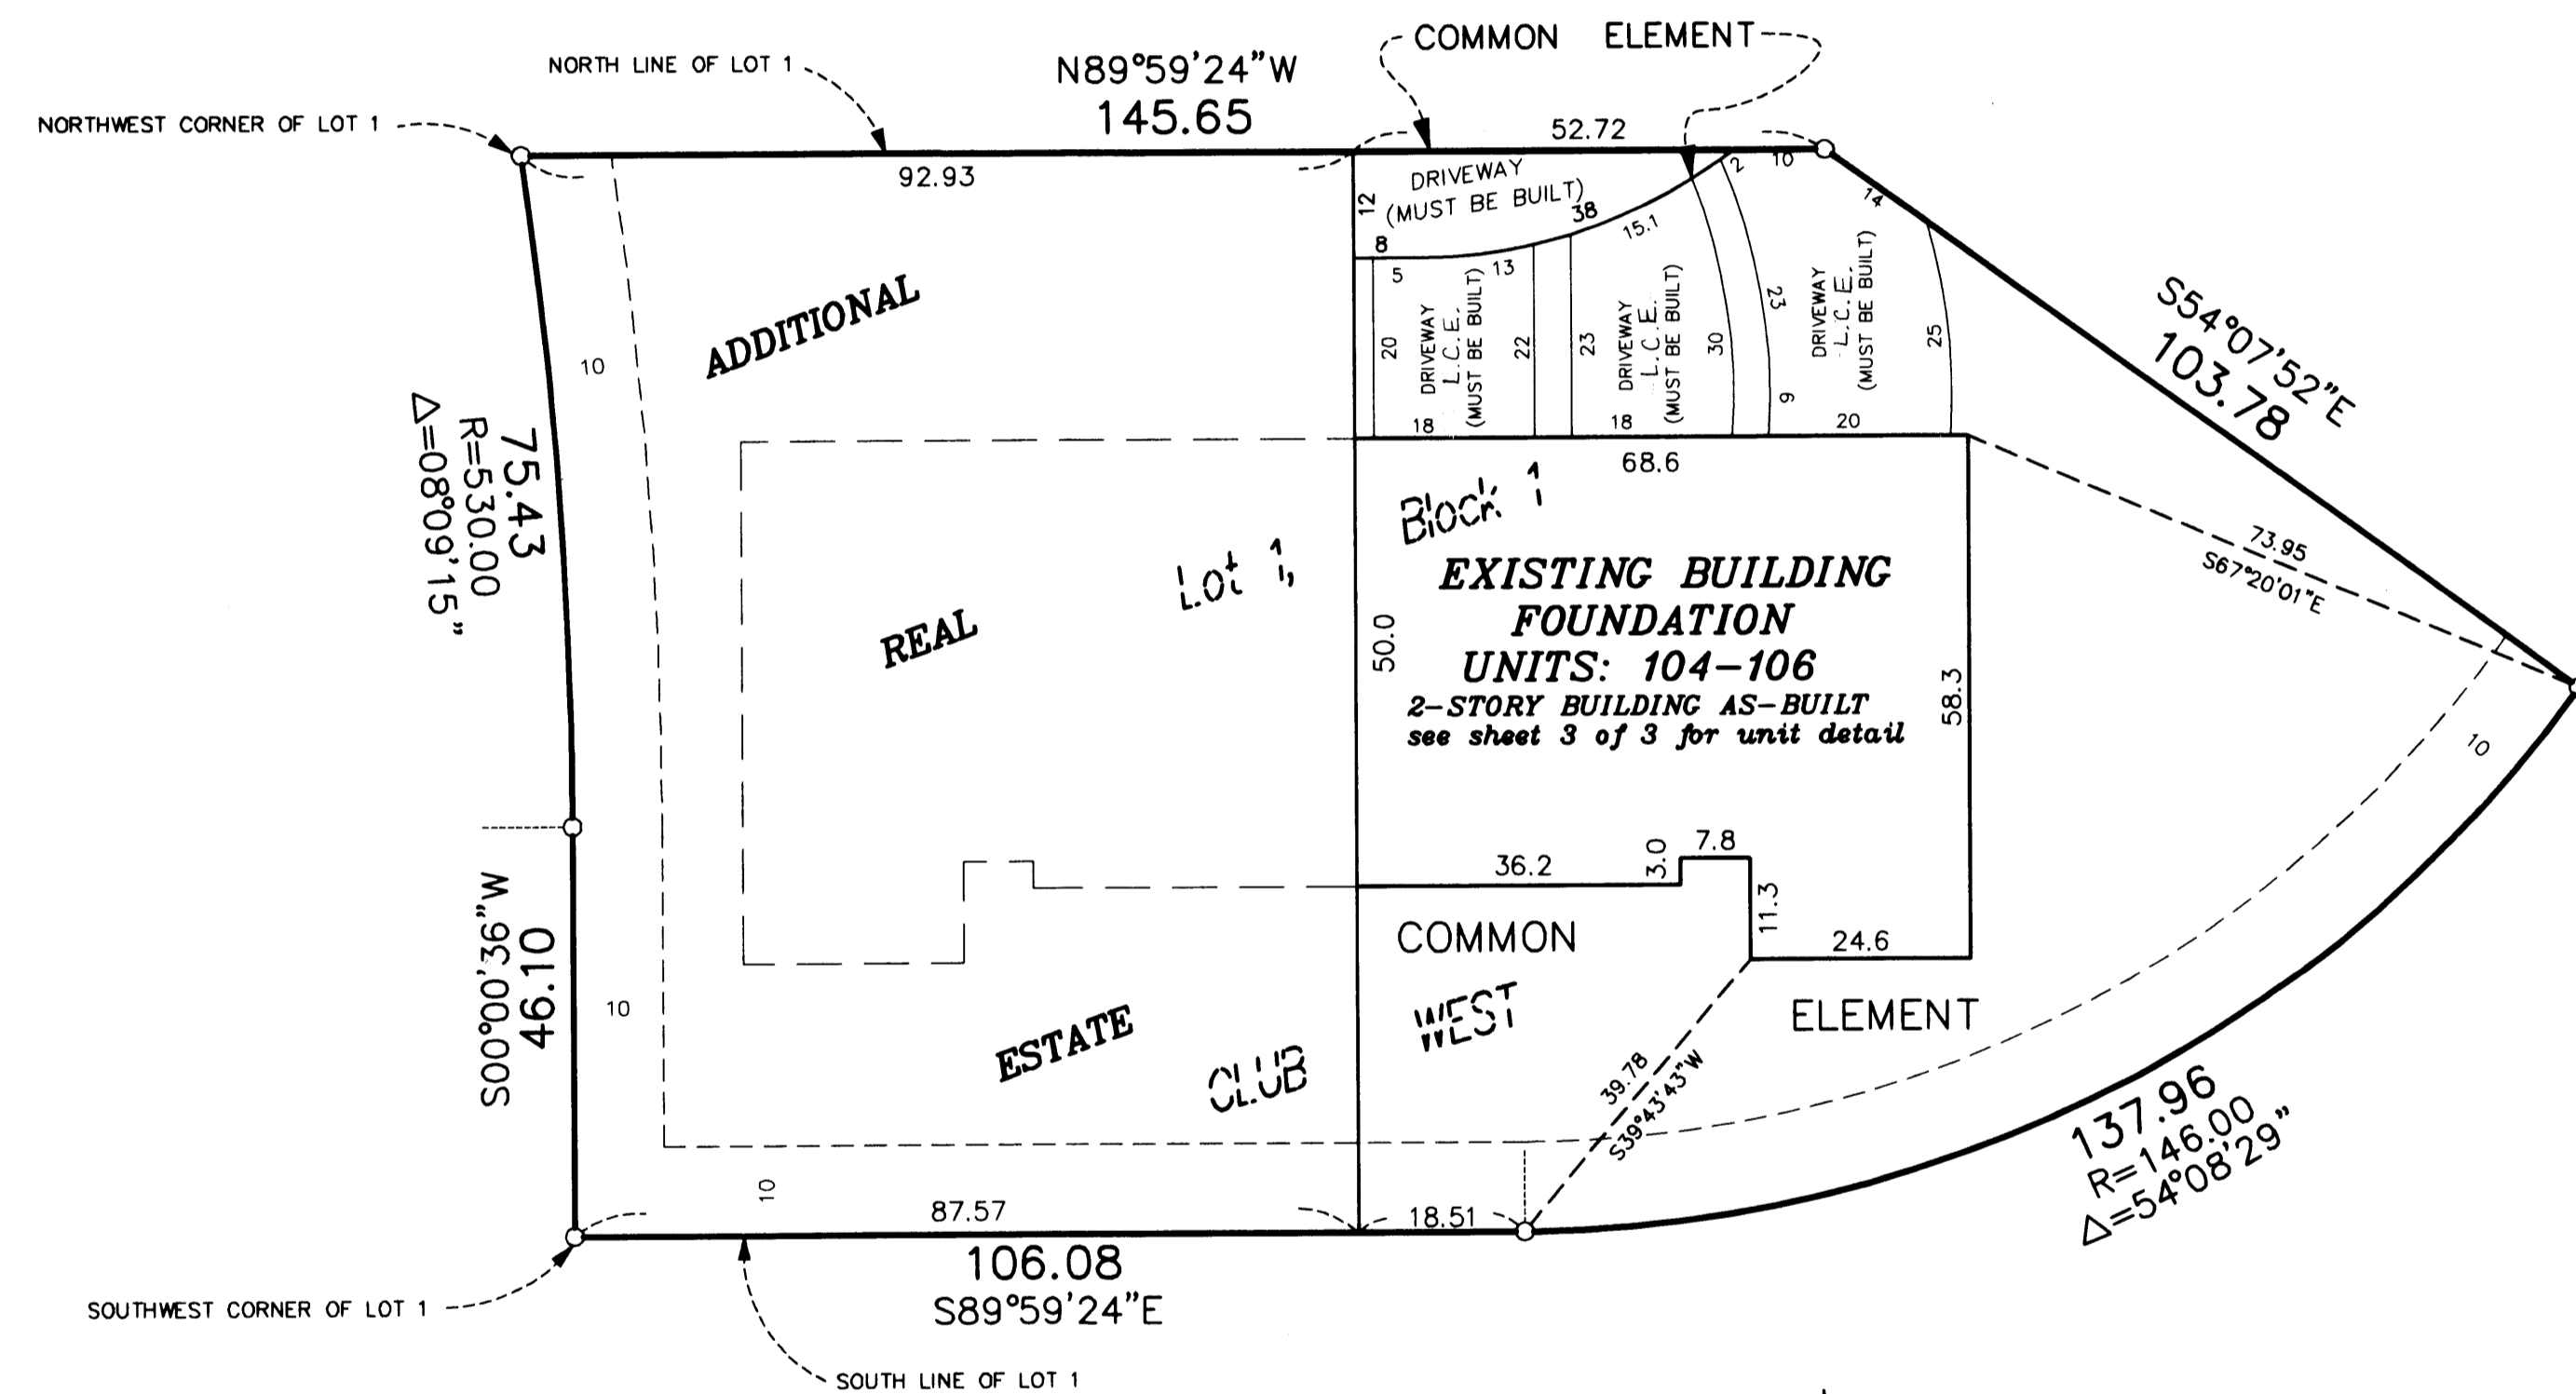 COMMON ELEMENT
NORTH LINE OF LOT 1
N89°59'24"W
145.65
NORTHWEST CORNER OF LOT 1
52.72
92.93
DRIVEWAY
(MUST BE BUILT)
12
38
8
2
10
14
15.1
5
13
20
DRIVEWAY
L.C.E.
(MUST BE BUILT)
22
18
23
DRIVEWAY
L.C.E.
(MUST BE BUILT)
30
18
23
9
DRIVEWAY
L.C.E.
(MUST BE BUILT)
25
20
S54°07'52"E
103.78
ADDITIONAL
10
75.43
R=530.00
Δ=08°09'15"
68.6
Block 1
Lot 1,
EXISTING BUILDING
FOUNDATION
UNITS: 104-106
2-STORY BUILDING AS-BUILT
see sheet 3 of 3 for unit detail
50.0
58.3
73.95
S67°20'01"E
10
REAL
36.2
3.0
7.8
11.3
24.6
COMMON
ELEMENT
WEST
CLUB
ESTATE
S00°00'36"W
46.10
10
39.78
S39°43'43"W
137.96
R=146.00
Δ=54°08'29"
10
87.57
18.51
106.08
S89°59'24"E
SOUTHWEST CORNER OF LOT 1
SOUTH LINE OF LOT 1